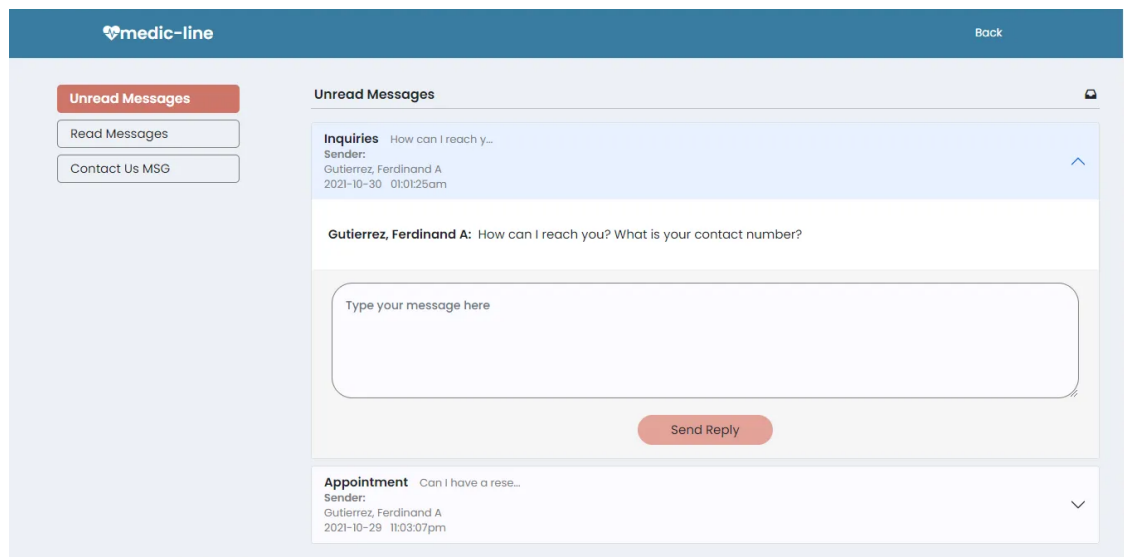 medic-line
Back
Unread Messages
Read Messages
Contact Us MSG
Unread Messages
Inquiries How can I reach y...
Sender:
Gutierrez, Ferdinand A
2021-10-30 01:01:25am
Gutierrez, Ferdinand A: How can I reach you? What is your contact number?
Type your message here
Send Reply
Appointment Can I have a rese...
Sender:
Gutierrez, Ferdinand A
2021-10-29 11:03:07pm